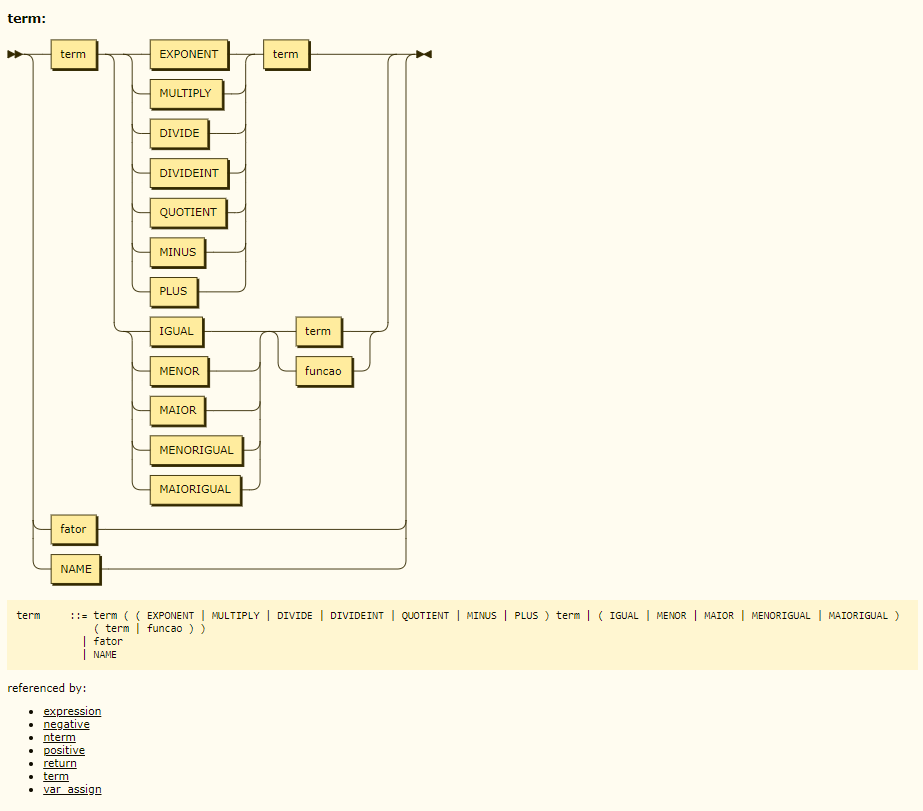 term:
term EXPONENT term
MULTIPLY
DIVIDE
DIVIDEINT
QUOTIENT
MINUS
PLUS
IGUAL term
MENOR funcao
MAIOR
MENORIGUAL
MAIORIGUAL
fator
NAME
term ::= term ( ( EXPONENT | MULTIPLY | DIVIDE | DIVIDEINT | QUOTIENT | MINUS | PLUS ) term | ( IGUAL | MENOR | MAIOR | MENORIGUAL | MAIORIGUAL )
( term | funcao ) )
| fator
| NAME
referenced by:
• expression
• negative
• nterm
• positive
• return
• term
• var_assign